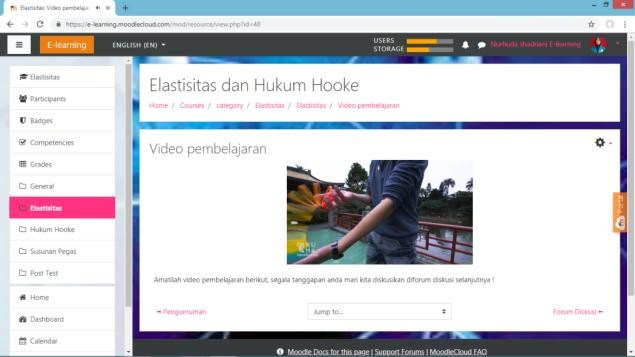 Elastisitas: Video pembelaja
https://e-learning.moodlecloud.com/mod/resource/view.php?id=48
E-learning
ENGLISH (EN)
USERS
STORAGE
Nurhuda shadriani E-learning
Elastisitas
Participants
Badges
Competencies
Grades
General
Elastisitas
Hukum Hooke
Susunan Pegas
Post Test
Home
Dashboard
Calendar
Elastisitas dan Hukum Hooke
Home / Courses / category / Elastisitas / Elastisitas / Video pembelajaran
Video pembelajaran
Amatilah video pembelajaran berikut, segala tanggapan anda mari kita diskusikan diforum diskusi selanjutnya !
◄ Pengumuman
Jump to...
Forum Diskusi ►
Moodle Docs for this page | Support Forums | MoodleCloud FAQ
Portal